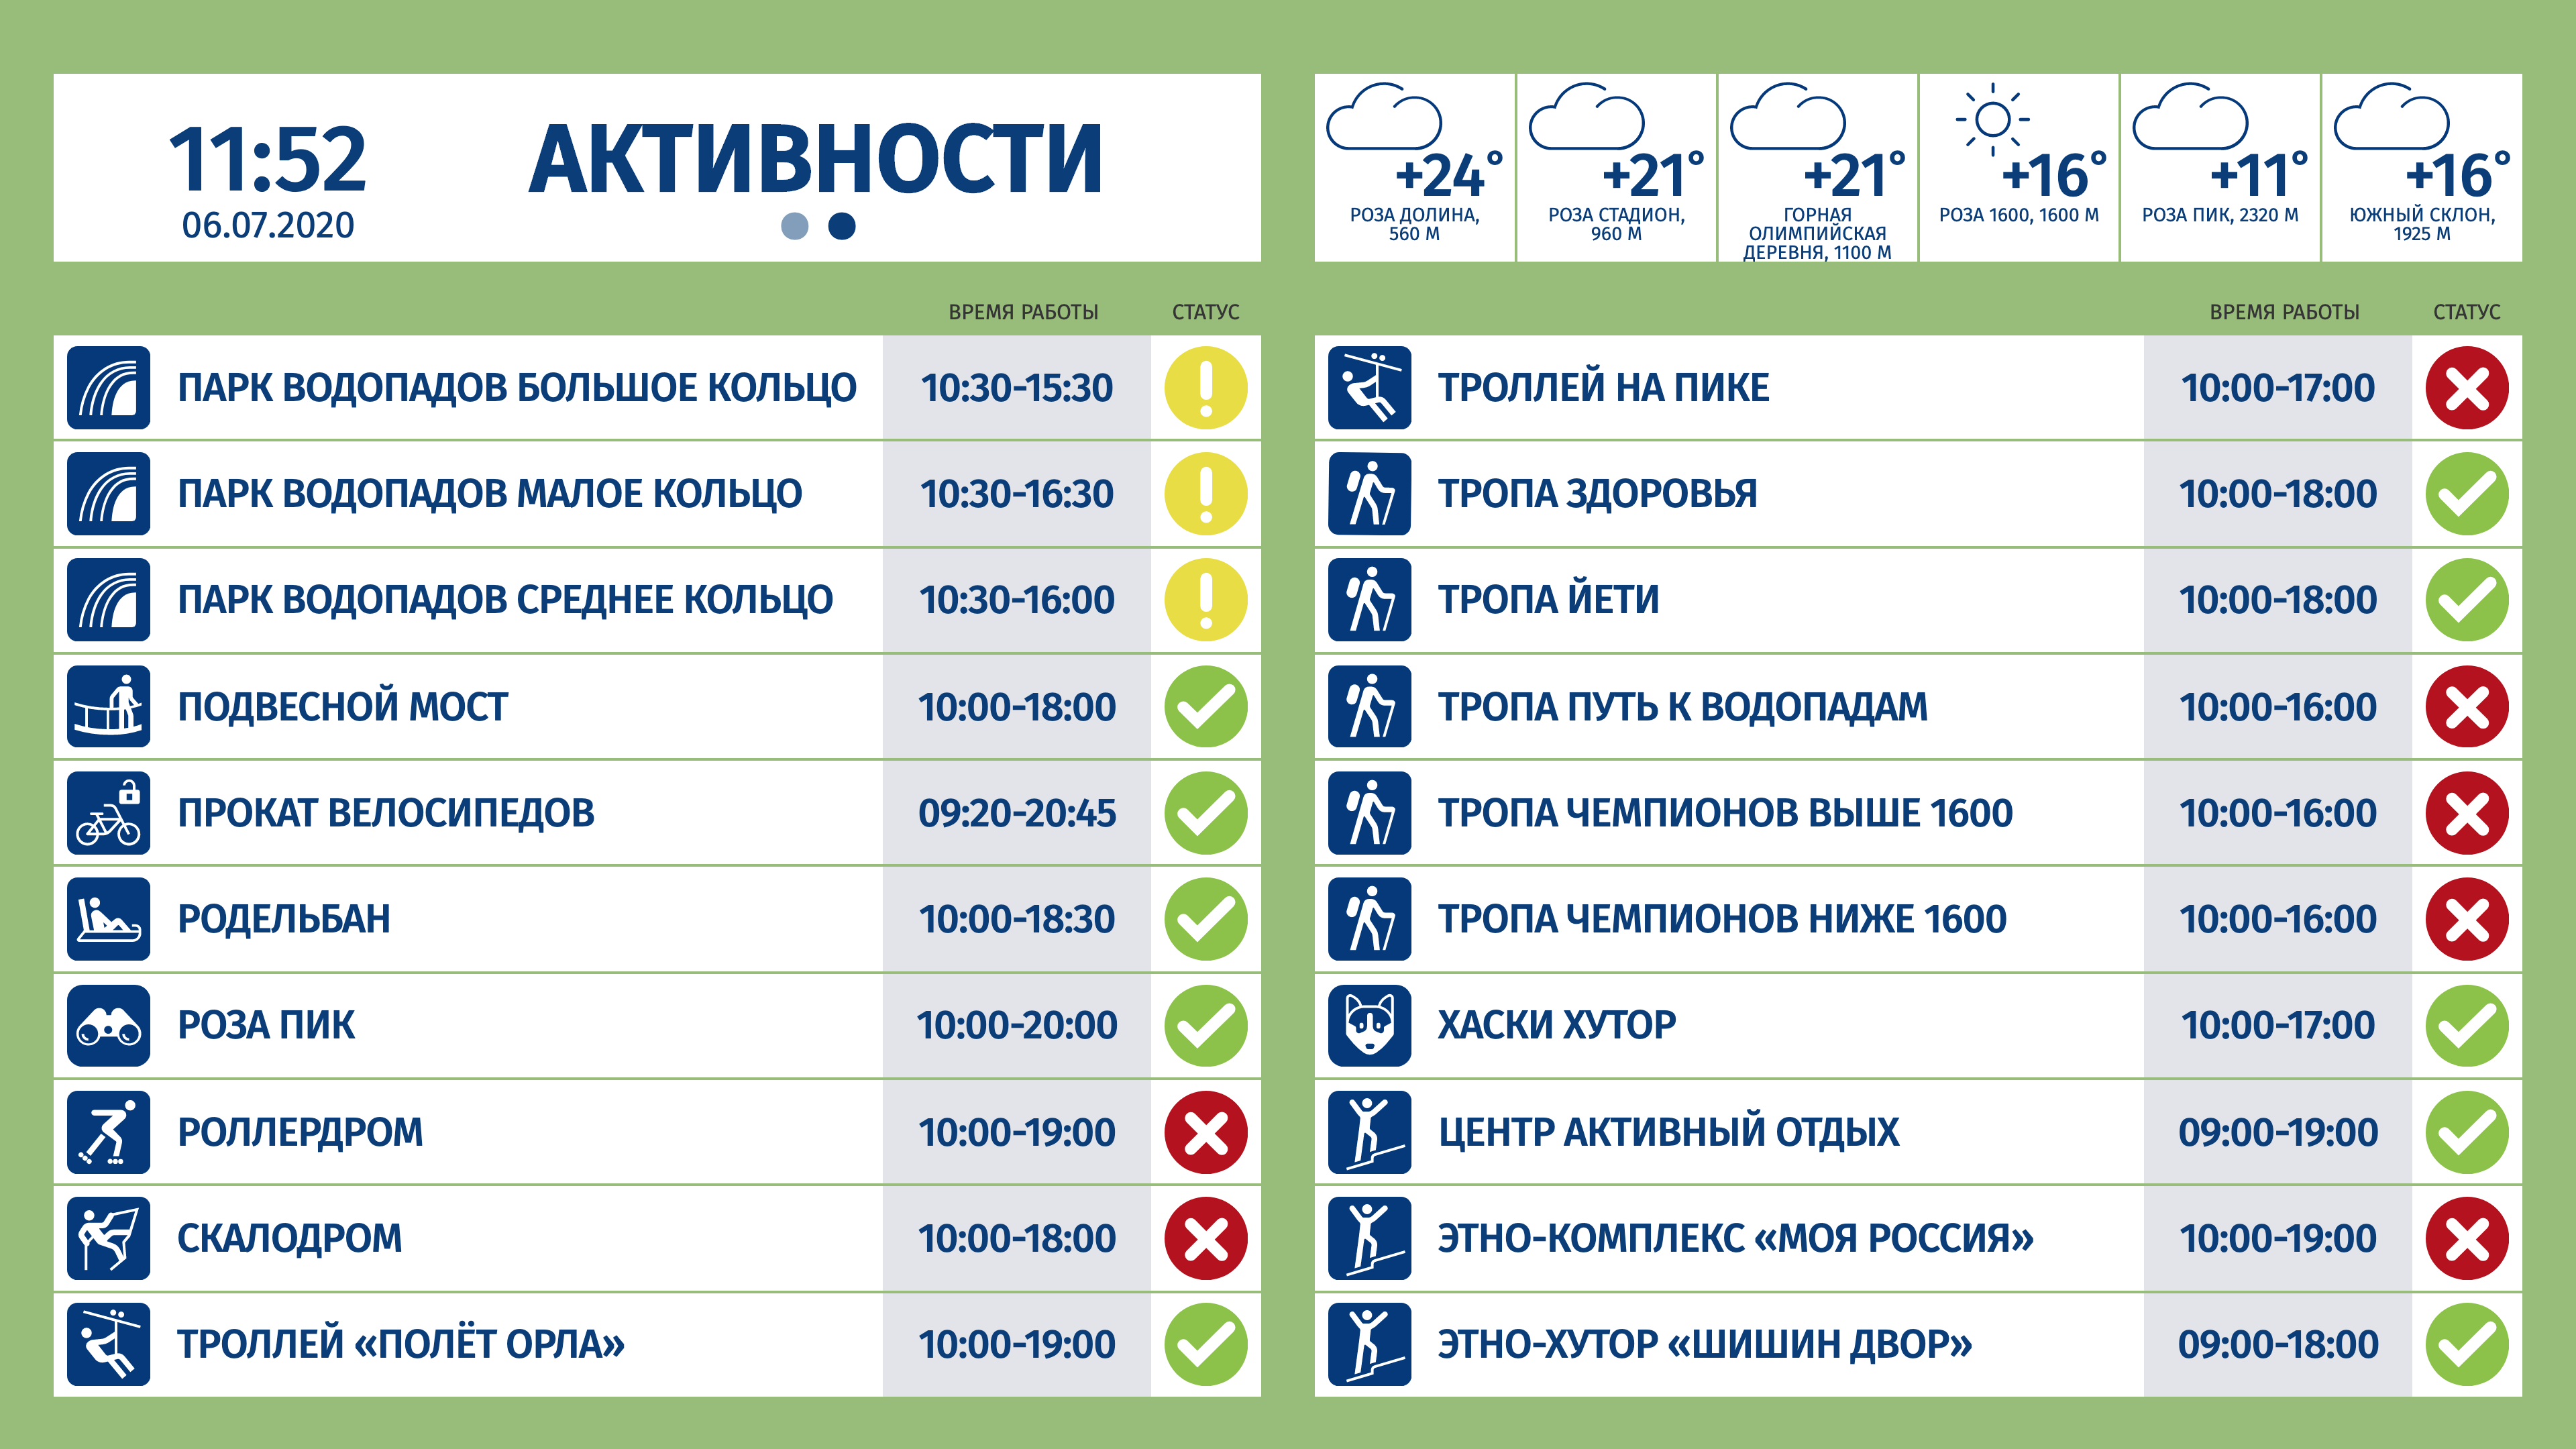 11:52
06.07.2020
АКТИВНОСТИ
+24°
РОЗА ДОЛИНА,
560 М
+21°
РОЗА СТАДИОН,
960 М
+21°
ГОРНАЯ
ОЛИМПИЙСКАЯ
ДЕРЕВНЯ, 1100 М
+16°
РОЗА 1600, 1600 М
+11°
РОЗА ПИК, 2320 М
+16°
ЮЖНЫЙ СКЛОН,
1925 М
ВРЕМЯ РАБОТЫ СТАТУС
ПАРК ВОДОПАДОВ БОЛЬШОЕ КОЛЬЦО 10:30-15:30
ПАРК ВОДОПАДОВ МАЛОЕ КОЛЬЦО 10:30-16:30
ПАРК ВОДОПАДОВ СРЕДНЕЕ КОЛЬЦО 10:30-16:00
ПОДВЕСНОЙ МОСТ 10:00-18:00
ПРОКАТ ВЕЛОСИПЕДОВ 09:20-20:45
РОДЕЛЬБАН 10:00-18:30
РОЗА ПИК 10:00-20:00
РОЛЛЕРДРОМ 10:00-19:00
СКАЛОДРОМ 10:00-18:00
ТРОЛЛЕЙ «ПОЛЁТ ОРЛА» 10:00-19:00
ВРЕМЯ РАБОТЫ СТАТУС
ТРОЛЛЕЙ НА ПИКЕ 10:00-17:00
ТРОПА ЗДОРОВЬЯ 10:00-18:00
ТРОПА ЙЕТИ 10:00-18:00
ТРОПА ПУТЬ К ВОДОПАДАМ 10:00-16:00
ТРОПА ЧЕМПИОНОВ ВЫШЕ 1600 10:00-16:00
ТРОПА ЧЕМПИОНОВ НИЖЕ 1600 10:00-16:00
ХАСКИ ХУТОР 10:00-17:00
ЦЕНТР АКТИВНЫЙ ОТДЫХ 09:00-19:00
ЭТНО-КОМПЛЕКС «МОЯ РОССИЯ» 10:00-19:00
ЭТНО-ХУТОР «ШИШИН ДВОР» 09:00-18:00